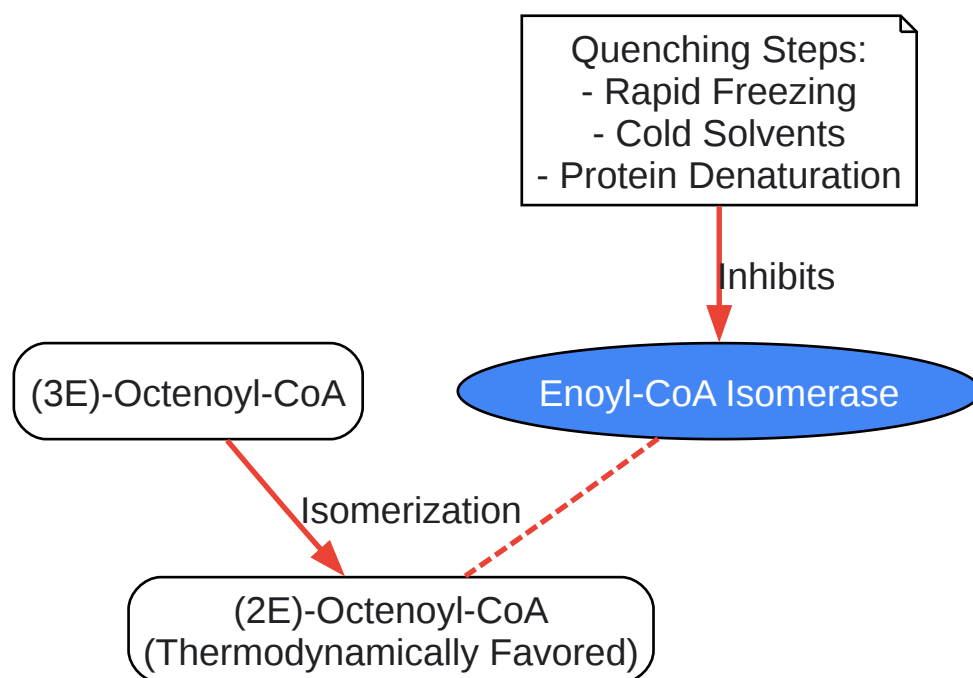 Quenching Steps:
- Rapid Freezing
- Cold Solvents
- Protein Denaturation
Inhibits
(3E)-Octenoyl-CoA
Enoyl-CoA Isomerase
Isomerization
(2E)-Octenoyl-CoA
(Thermodynamically Favored)